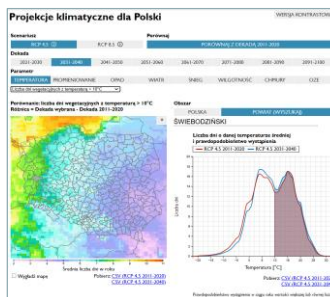 Projekcje klimatyczne dla Polski
WERSJA KONTRASTOWA
Scenariusz
Porównaj
RCP 4.5
RCP 8.5
PORÓWNAJ Z DEKADĄ 2011-2020
Dekada
2021-2030
2031-2040
2041-2050
2051-2060
2061-2070
2071-2080
2081-2090
2091-2100
Parametr
TEMPERATURA
PROMIENIOWANIE
OPAD
WIATR
ŚNIEG
WILGOTNOŚĆ
CHMURY
OZE
Liczba dni wegetacyjnych z temperaturą > 10°C
Porównanie: liczba dni wegetacyjnych z temperaturą > 10°C
Różnica = Dekada wybrana - Dekada 2011-2020
Średnia liczba dni w roku
Wygładź mapę
Pobierz: CSV (RCP 4.5 2011-2020)
CSV (RCP 4.5 2031-2040)
Obszar
POLSKA
POWIAT (WYSZUKAJ)
ŚWIEBODZIŃSKI
Liczba dni o danej temperaturze średniej
i prawdopodobieństwo wystąpienia
RCP 4.5 2011-2020
RCP 4.5 2031-2040
Liczba dni
Temperatura [°C]
Pobierz: CSV (RCP 4.5 2011-2020)
CSV (RCP 4.5 2031-2040)